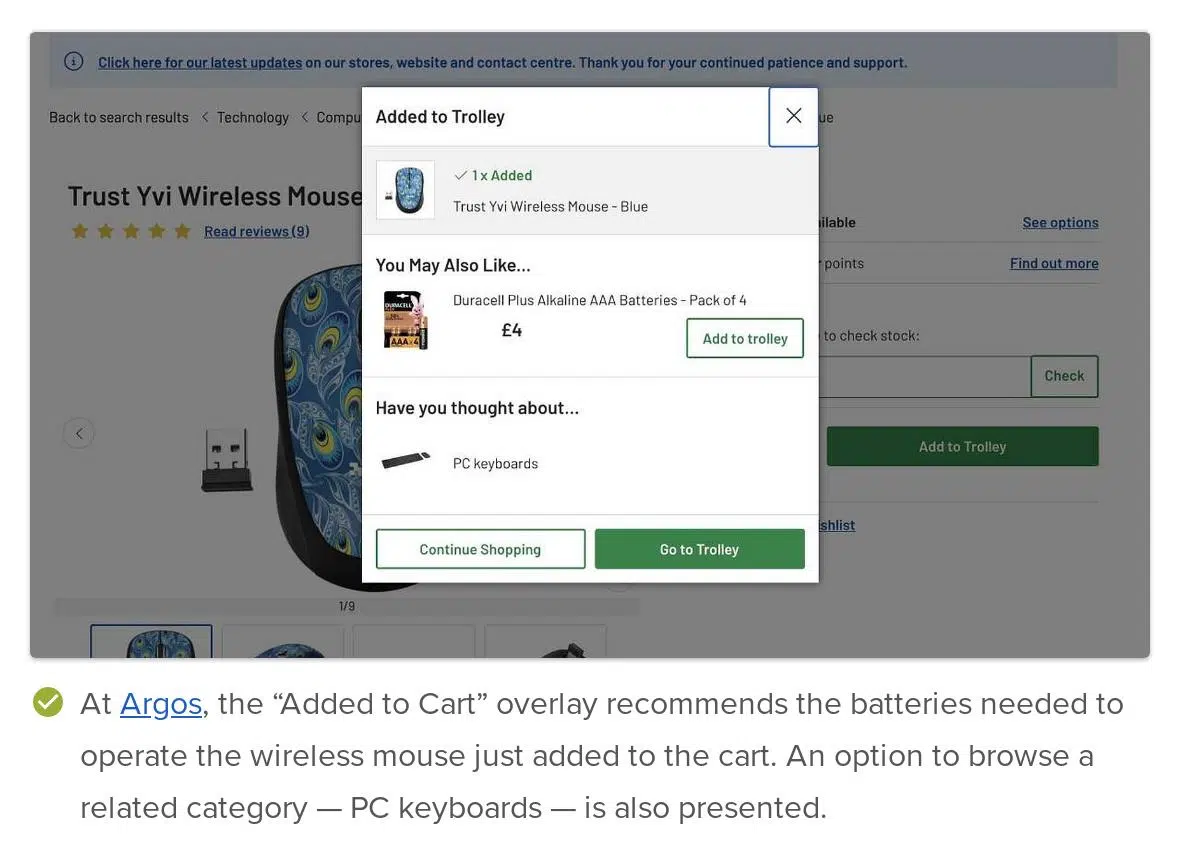 Click here for our latest updates on our stores, website and contact centre. Thank you for your continued patience and support.
Back to search results < Technology < Compu ue
Added to Trolley
Trust Yvi Wireless Mouse
Read reviews (9)
✓ 1 x Added
Trust Yvi Wireless Mouse - Blue
ilable See options
points Find out more
You May Also Like...
Duracell Plus Alkaline AAA Batteries - Pack of 4
£4
Add to trolley
DURACELL
AAA x4
to check stock:
Check
Have you thought about...
PC keyboards
Add to Trolley
shlist
Continue Shopping
Go to Trolley
1/9
At Argos, the “Added to Cart” overlay recommends the batteries needed to
operate the wireless mouse just added to the cart. An option to browse a
related category — PC keyboards — is also presented.